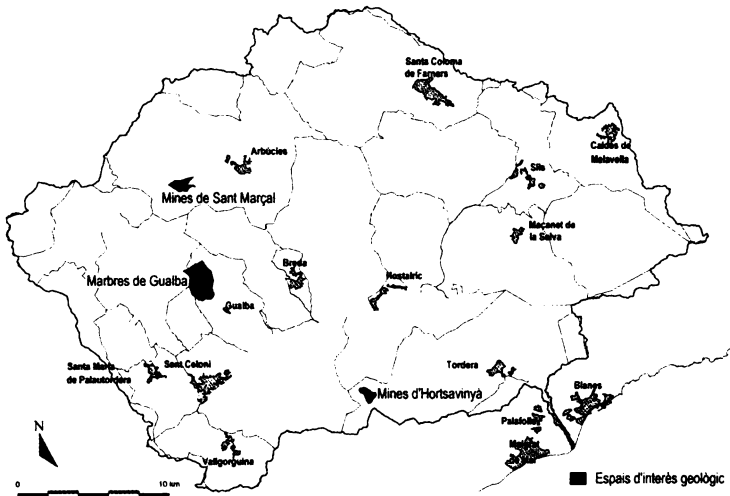 Santa Coloma
de Farners
Caldes de
Malavella
Arbúcies
Sils
Mines de Sant Marçal
Maçanet de
la Selva
Breda
Marbres de Gualba
Hostalric
Gualba
Santa Maria
de Palautordera
Sant Celoni
Tordera
Blanes
Mines d'Hortsavinyà
Palafolls
Malgrat
de Mar
N
Vallgorguina
0 10 km
Espais d'interès geològic